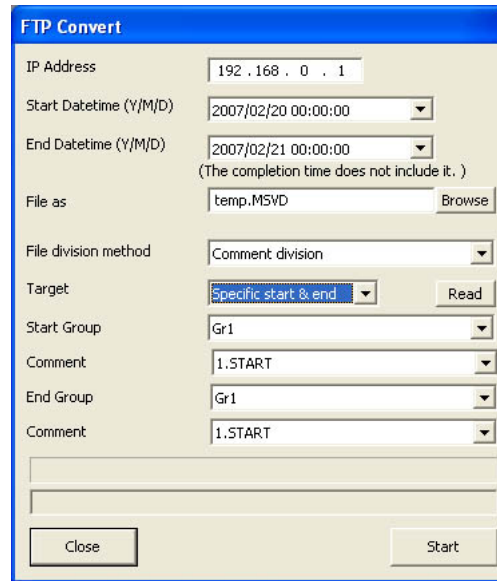 FTP Convert
IP Address 192 . 168 . 0 . 1
Start Datetime (Y/M/D) 2007/02/20 00:00:00
End Datetime (Y/M/D) 2007/02/21 00:00:00
(The completion time does not include it. )
File as temp.MSVD Browse
File division method Comment division
Target Specific start & end Read
Start Group Gr1
Comment 1.START
End Group Gr1
Comment 1.START
Close Start